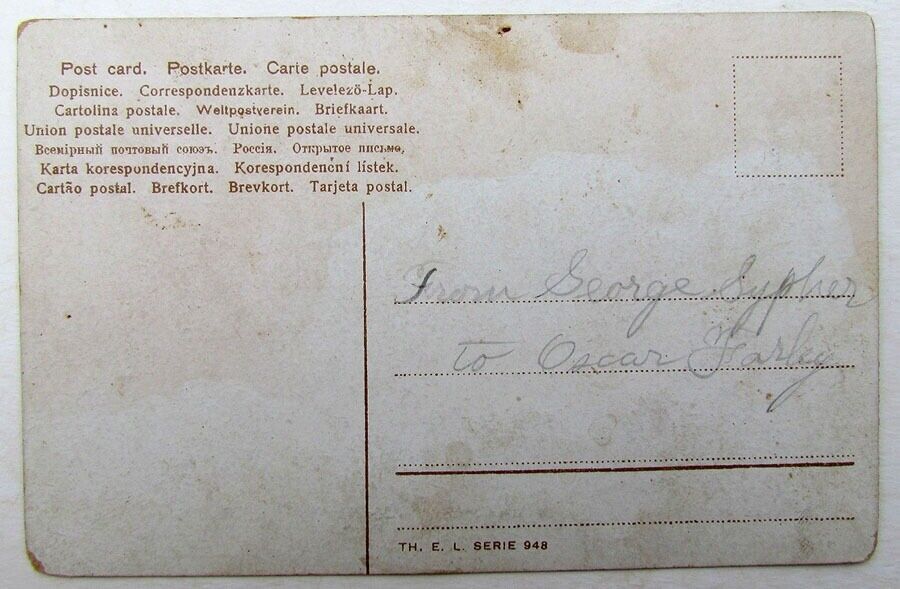 Post card. Postkarte. Carte postale.
Dopisnice. Correspondenzkarte. Levelező-Lap.
Cartolina postale. Weltpostverein. Briefkaart.
Union postale universelle. Unione postale universale.
Всемірный почтовый союзъ. Россія. Открытое письмо.
Karta korespondencyjna. Korespondenční lístek.
Cartão postal. Brefkort. Brevkort. Tarjeta postal.
From George Sypher
to Oscar Farley
TH. E. L. SERIE 948